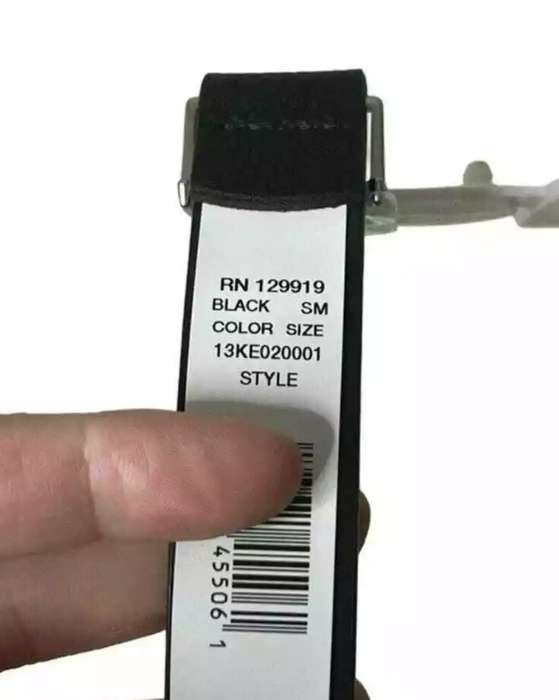 RN 129919
BLACK SM
COLOR SIZE
13KE020001
STYLE
45506 1